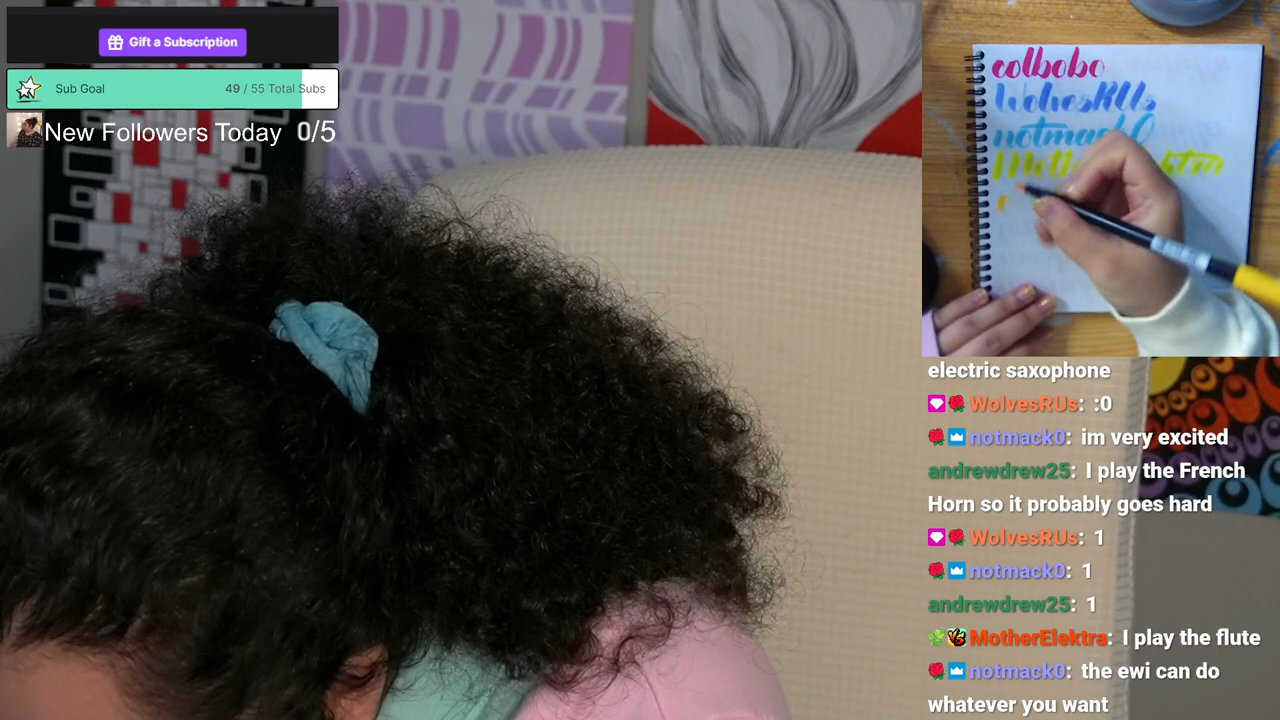 Gift a Subscription
Sub Goal 49 / 55 Total Subs
New Followers Today 0/5
colbobo
WolvesRUs
notmack0
electric saxophone
WolvesRUs: :0
notmack0: im very excited
andrewdrew25: I play the French
Horn so it probably goes hard
WolvesRUs: 1
notmack0: 1
andrewdrew25: 1
MotherElektra: I play the flute
notmack0: the ewi can do
whatever you want